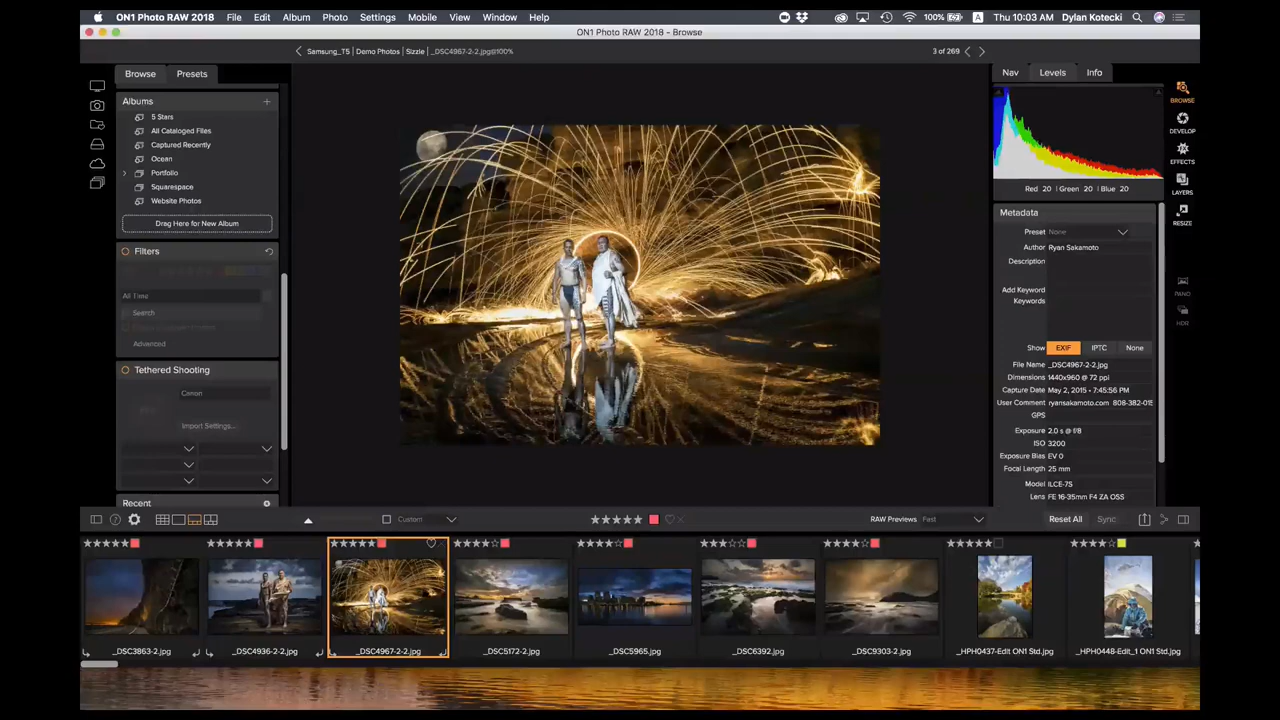 ON1 Photo RAW 2018 File Edit Album Photo Settings Mobile View Window Help 100% A Thu 10:03 AM Dylan Kotecki
ON1 Photo RAW 2018 - Browse
Samsung_T5 | Demo Photos | Sizzle | _DSC4967-2-2.jpg@100% 3 of 269
Browse Presets
Nav Levels Info
Albums
5 Stars
All Cataloged Files
Captured Recently
Ocean
Portfolio
Squarespace
Website Photos
Drag Here for New Album
Filters
All Time
Search
Advanced
Tethered Shooting
Canon
Import Settings...
Recent
Red 20 | Green 20 | Blue 20
Metadata
Preset None
Author Ryan Sakamoto
Description
Add Keyword
Keywords
Show EXIF IPTC None
File Name _DSC4967-2-2.jpg
Dimensions 1440x960 @ 72 ppi
Capture Date May 2, 2015 • 7:45:56 PM
User Comment ryansakamoto.com 808-382-015
GPS
Exposure 2.0 s @ f/8
ISO 3200
Exposure Bias EV 0
Focal Length 25 mm
Model ILCE-7S
Lens FE 16-35mm F4 ZA OSS
BROWSE
DEVELOP
EFFECTS
LAYERS
RESIZE
PANO
HDR
Custom
RAW Previews Fast
Reset All Sync
_DSC3863-2.jpg
_DSC4936-2-2.jpg
_DSC4967-2-2.jpg
_DSC5172-2.jpg
_DSC5965.jpg
_DSC6392.jpg
_DSC9303-2.jpg
_HPH0437-Edit ON1 Std.jpg
_HPH0448-Edit_1 ON1 Std.jpg